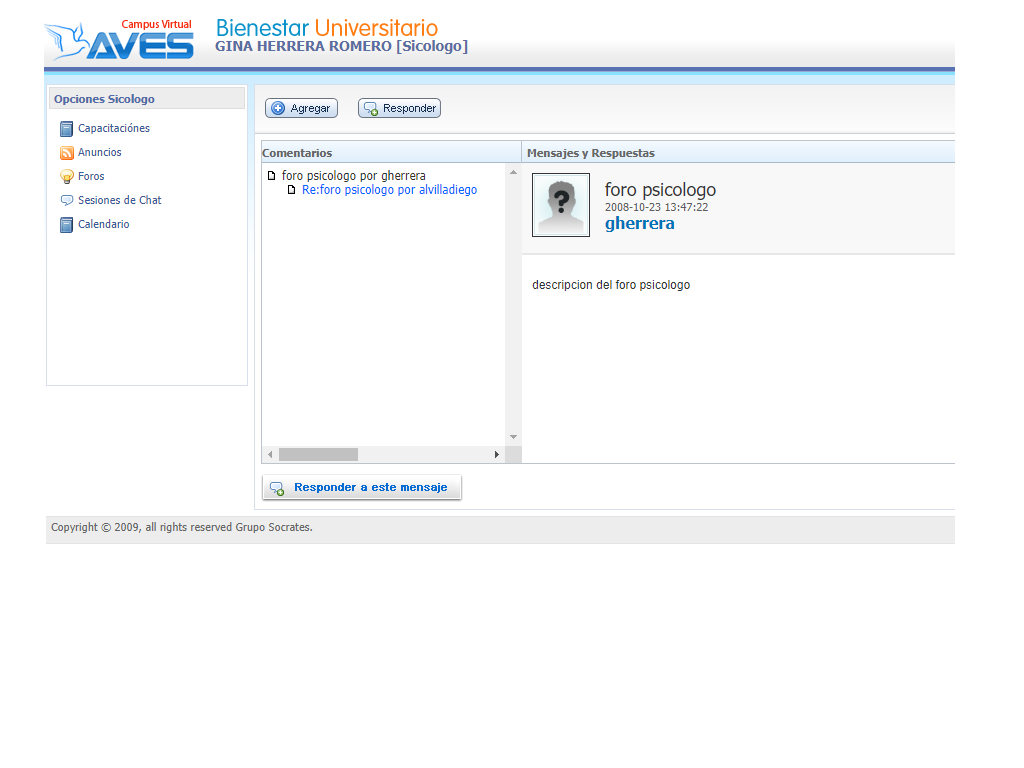 Campus Virtual
AVES
Bienestar Universitario
GINA HERRERA ROMERO [Sicologo]
Opciones Sicologo
Capacitaciónes
Anuncios
Foros
Sesiones de Chat
Calendario
Agregar
Responder
Comentarios
foro psicologo por gherrera
Re:foro psicologo por alvilladiego
Mensajes y Respuestas
?
foro psicologo
2008-10-23 13:47:22
gherrera
descripcion del foro psicologo
Responder a este mensaje
Copyright © 2009, all rights reserved Grupo Socrates.